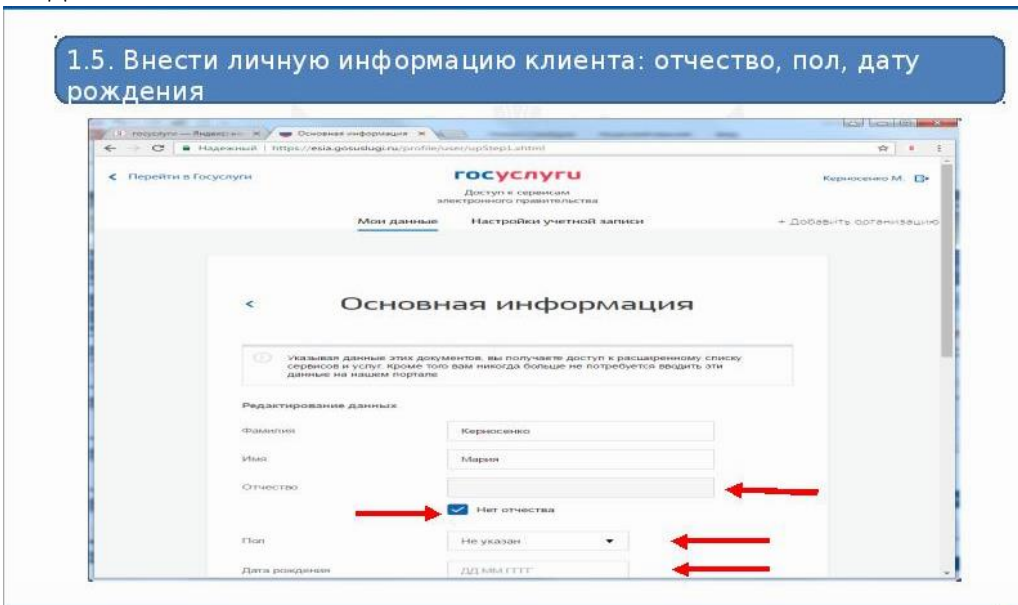 1.5. Внести личную информацию клиента: отчество, пол, дату
рождения
Основная информация
Надежный https://esia.gosuslugi.ru/profile/user/upStep1.xhtml
Перейти в Госуслуги
госуслуги
Керносенко М.
Доступ к сервисам
электронного правительства
Мои данные Настройки учетной записи + Добавить организацию
Основная информация
Указывая данные этих документов, вы получаете доступ к расширенному списку
сервисов и услуг. Кроме того вам никогда больше не потребуется вводить эти
данные на нашем портале
Редактирование данных
Фамилия Керносенко
Имя Мария
Отчество
Нет отчества
Пол Не указан
Дата рождения ДД.ММ.ГГГГ